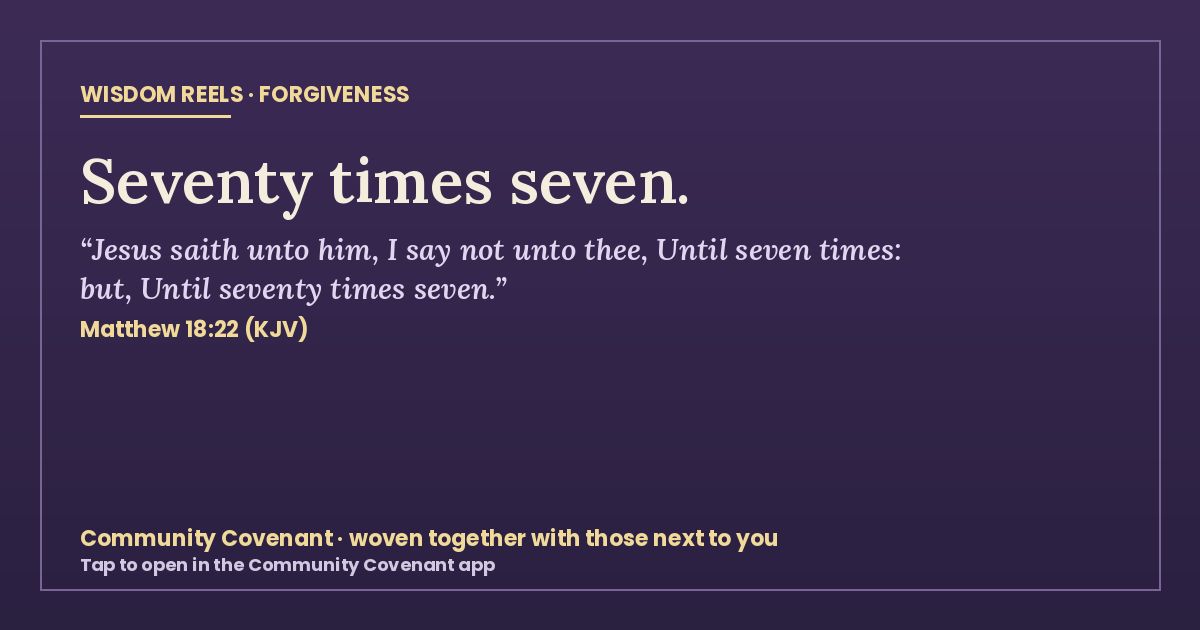 WISDOM REELS · FORGIVENESS
Seventy times seven.
“Jesus saith unto him, I say not unto thee, Until seven times:
but, Until seventy times seven.”
Matthew 18:22 (KJV)
Community Covenant · woven together with those next to you
Tap to open in the Community Covenant app